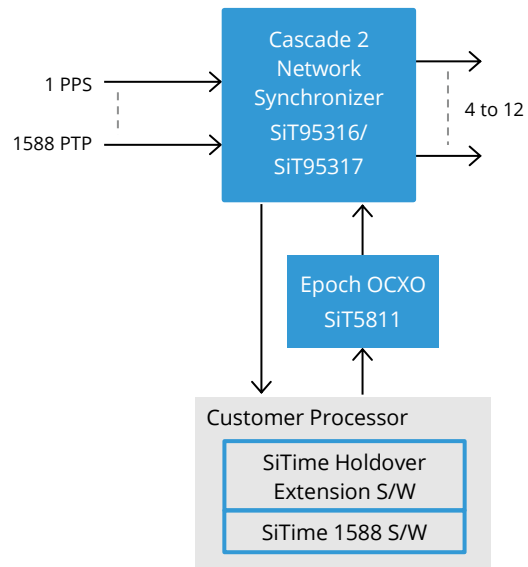 Cascade 2
Network
Synchronizer
SiT95316/
SiT95317
1 PPS
1588 PTP
4 to 12
Epoch OCXO
SiT5811
Customer Processor
SiTime Holdover
Extension S/W
SiTime 1588 S/W